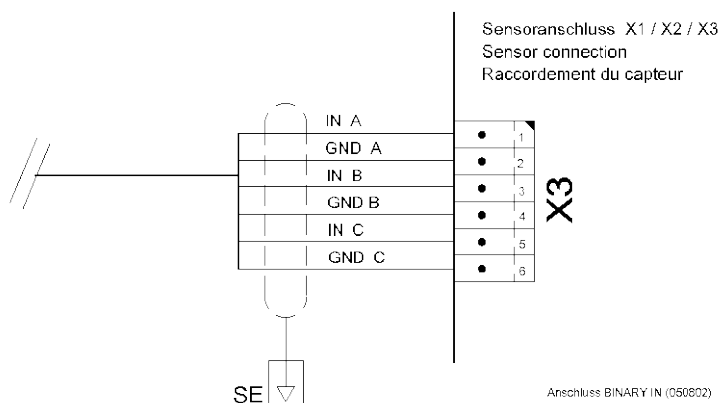 Sensoranschluss X1 / X2 / X3
Sensor connection
Raccordement du capteur
IN A
GND A
IN B
GND B
IN C
GND C
1
2
3
4
5
6
X3
SE
Anschluss BINARY IN (050802)